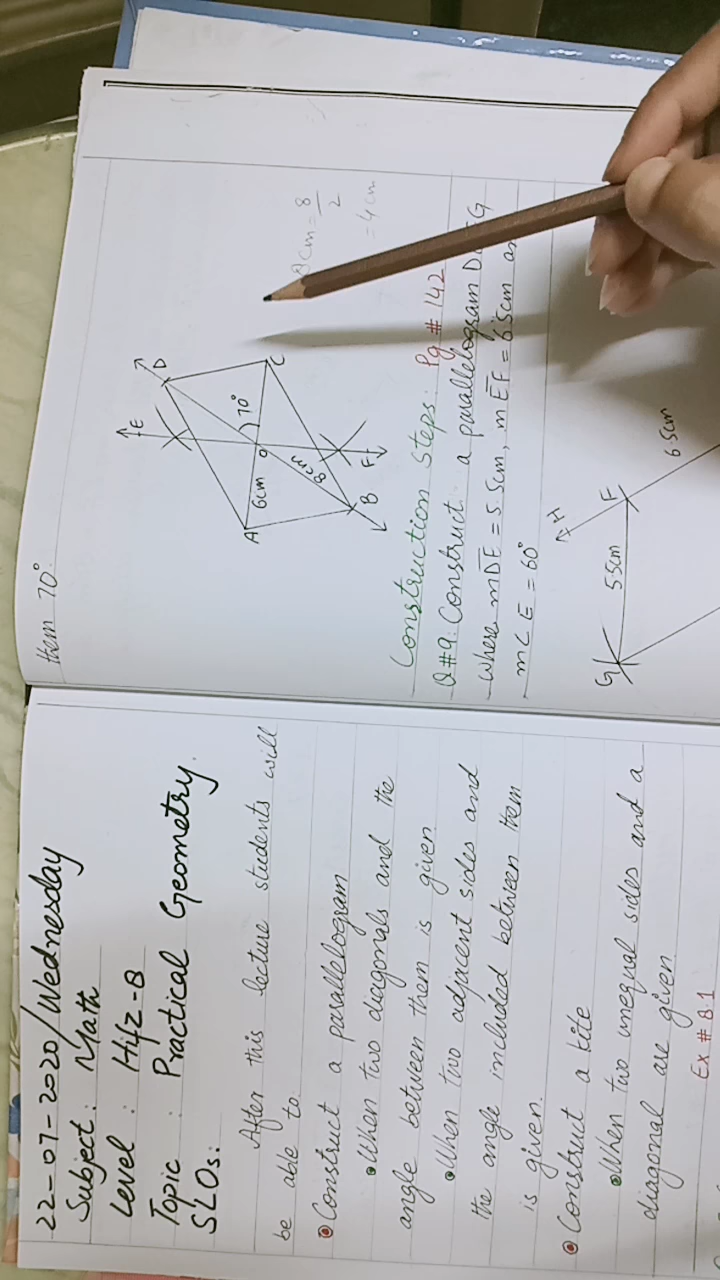 22-07-2020/Wednesday
Subject: Math
Level : Hifz-B
Topic : Practical Geometry.
SLOs:
After this lecture students will
be able to
Construct a parallelogram
When two diagonals and the
angle between them is given
When two adjacent sides and
the angle included between them
is given.
Construct a kite
When two unequal sides and a
diagonal are given
Ex # 8.1
them 70°.
E
D
C
70°
O
6cm
8cm
A
B
F
8cm = 8/2
= 4cm
Construction Steps: Pg # 142
Q#9. Construct a parallelogram D G
Where mDE = 5.5cm, mEF = 6.5cm
m∠E = 60°
H
F
6.5cm
5.5cm
G